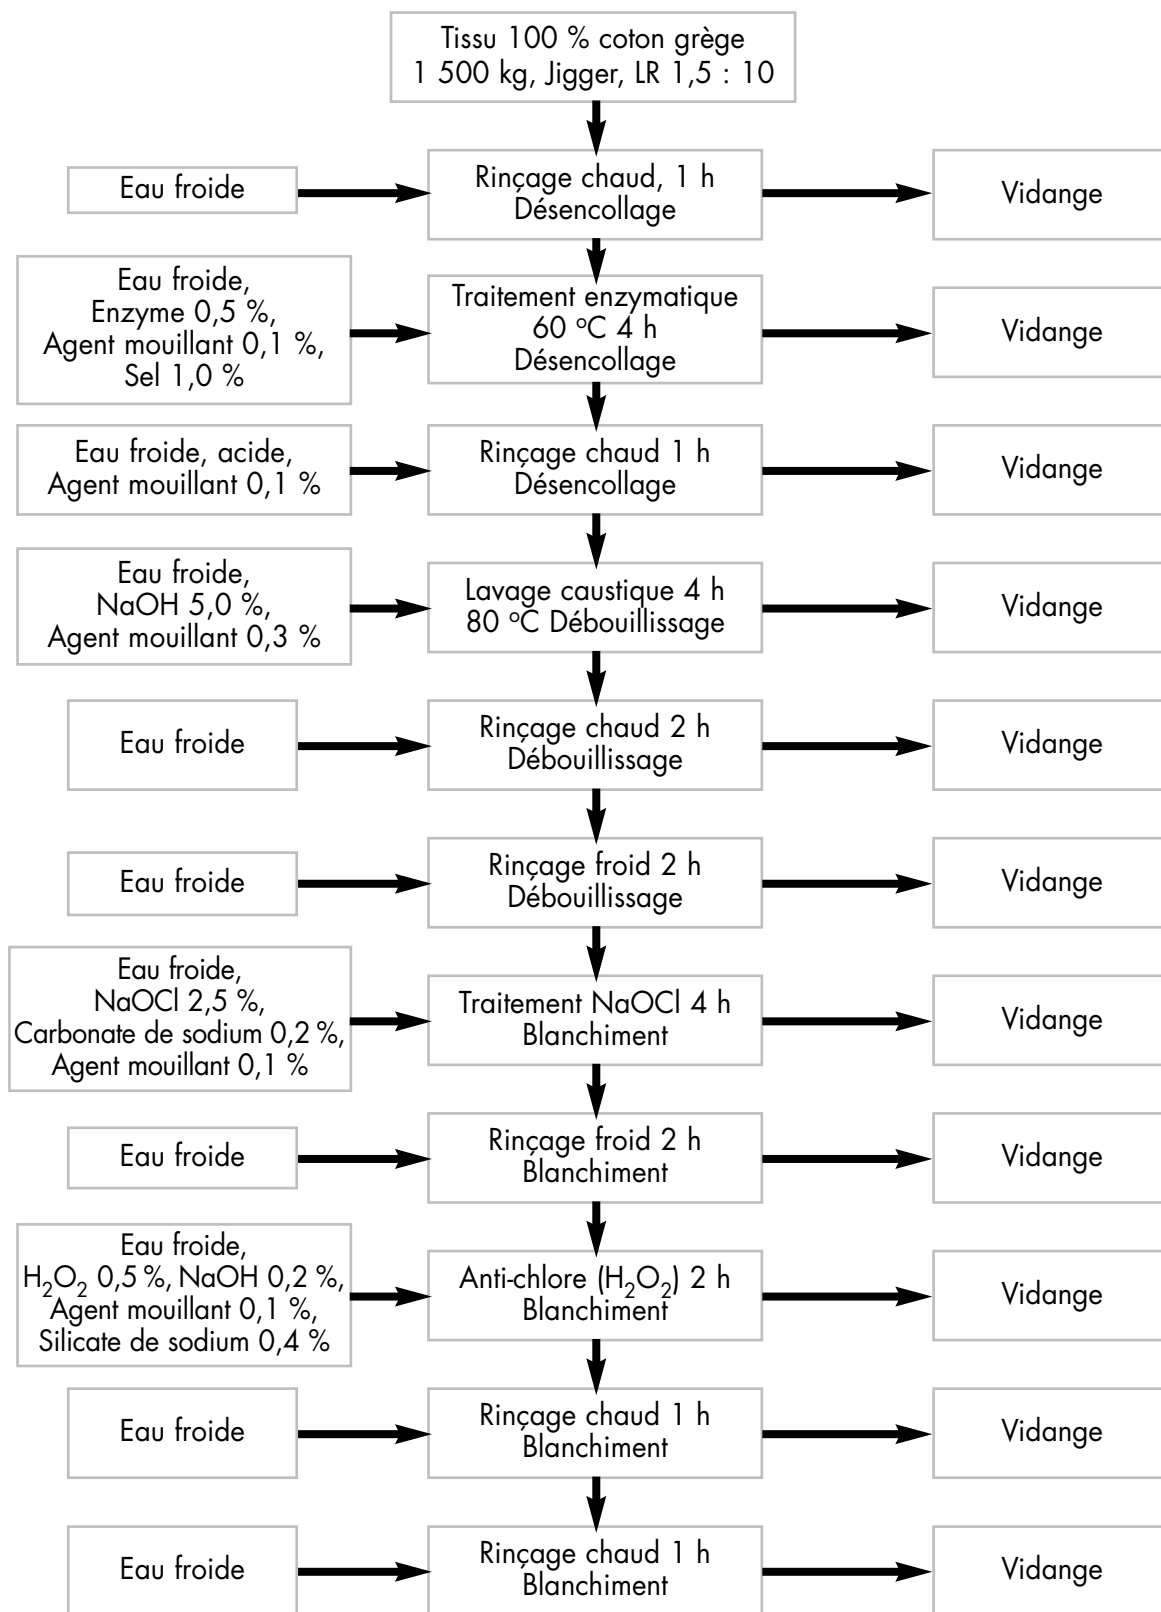 Tissu 100 % coton grège
1 500 kg, Jigger, LR 1,5 : 10
Eau froide
Rinçage chaud, 1 h
Désencollage
Vidange
Eau froide,
Enzyme 0,5 %,
Agent mouillant 0,1 %,
Sel 1,0 %
Traitement enzymatique
60 °C 4 h
Désencollage
Vidange
Eau froide, acide,
Agent mouillant 0,1 %
Rinçage chaud 1 h
Désencollage
Vidange
Eau froide,
NaOH 5,0 %,
Agent mouillant 0,3 %
Lavage caustique 4 h
80 °C Débouillissage
Vidange
Eau froide
Rinçage chaud 2 h
Débouillissage
Vidange
Eau froide
Rinçage froid 2 h
Débouillissage
Vidange
Eau froide,
NaOCl 2,5 %,
Carbonate de sodium 0,2 %,
Agent mouillant 0,1 %
Traitement NaOCl 4 h
Blanchiment
Vidange
Eau froide
Rinçage froid 2 h
Blanchiment
Vidange
Eau froide,
H₂O₂ 0,5 %, NaOH 0,2 %,
Agent mouillant 0,1 %,
Silicate de sodium 0,4 %
Anti-chlore (H₂O₂) 2 h
Blanchiment
Vidange
Eau froide
Rinçage chaud 1 h
Blanchiment
Vidange
Eau froide
Rinçage chaud 1 h
Blanchiment
Vidange